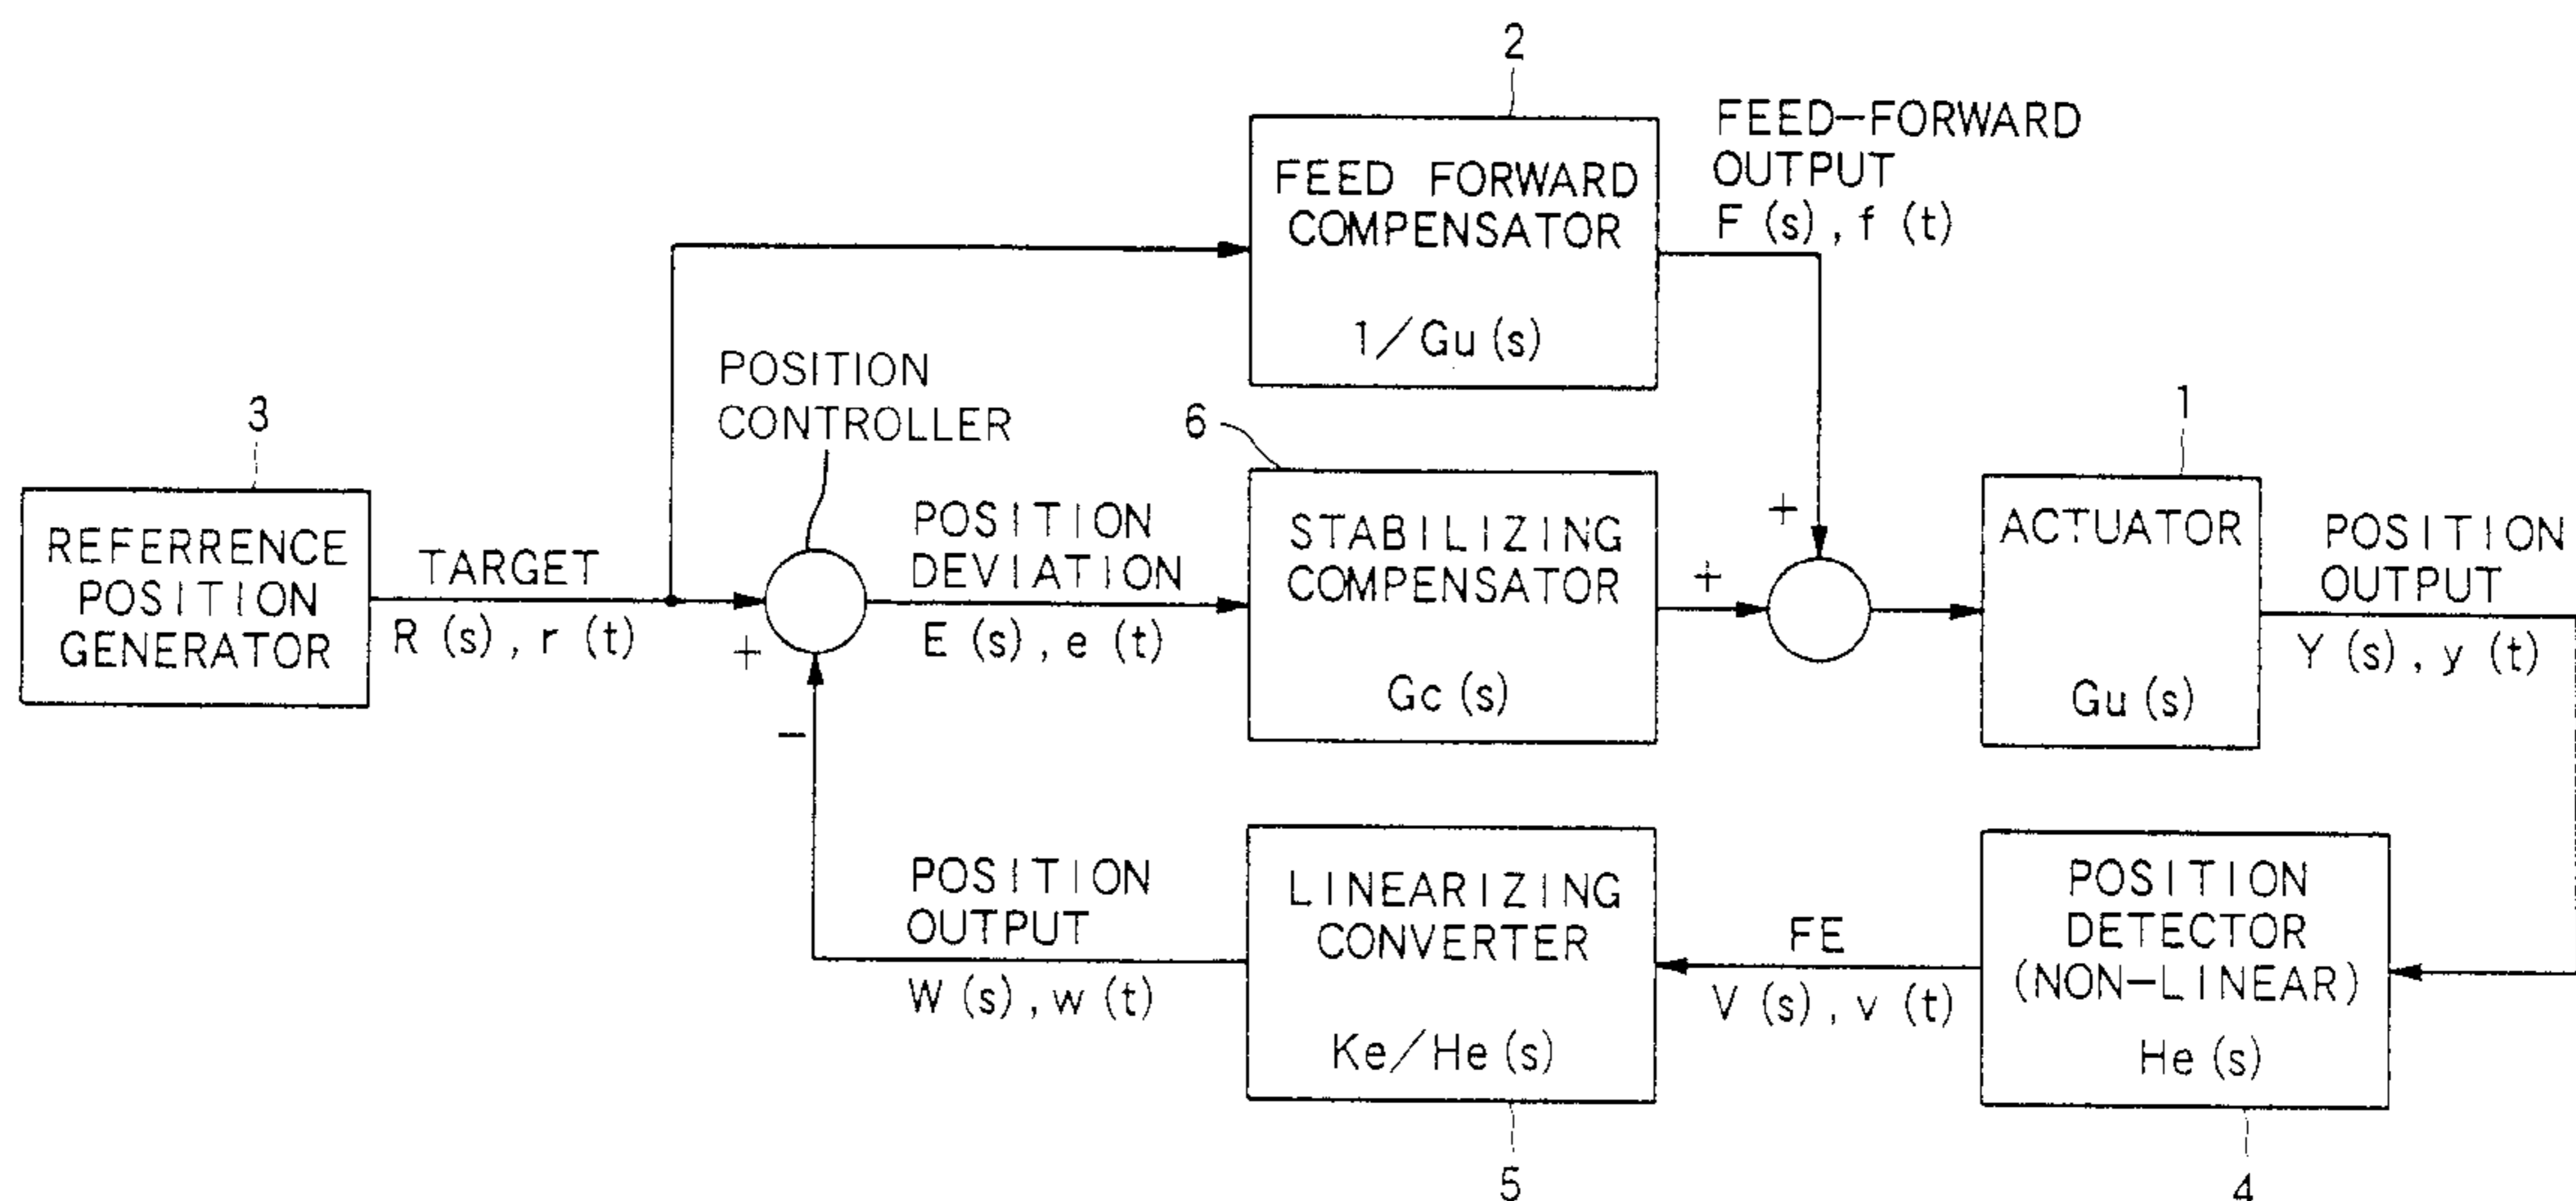 2
FEED FORWARD
COMPENSATOR
1/Gu (s)
FEED-FORWARD
OUTPUT
F (s), f (t)
POSITION
CONTROLLER
3
REFERRENCE
POSITION
GENERATOR
TARGET
R (s), r (t)
+
-
POSITION
DEVIATION
E (s), e (t)
6
STABILIZING
COMPENSATOR
Gc (s)
+
+
1
ACTUATOR
Gu (s)
POSITION
OUTPUT
Y (s), y (t)
POSITION
OUTPUT
W (s), w (t)
LINEARIZING
CONVERTER
Ke/He (s)
5
FE
V (s), v (t)
POSITION
DETECTOR
(NON-LINEAR)
He (s)
4